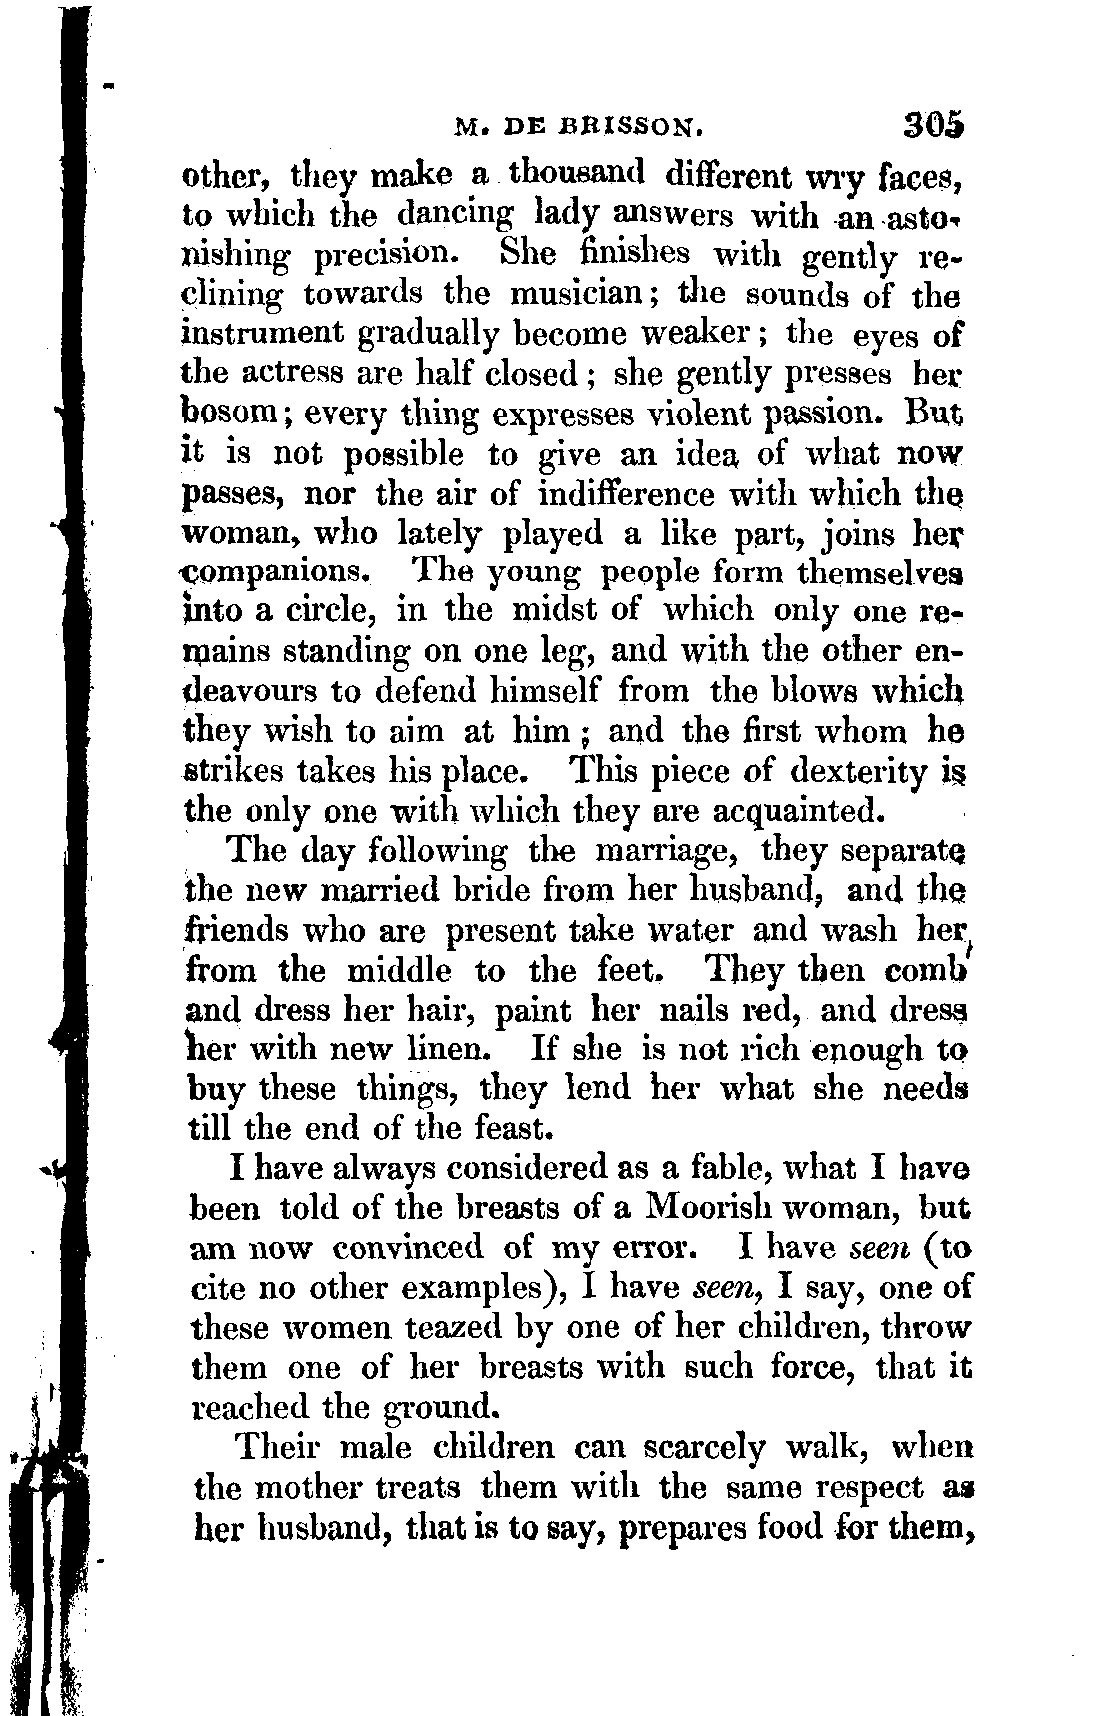 M. DE BRISSON. 305
other, they make a thousand different wry faces,
to which the dancing lady answers with an asto-
nishing precision. She finishes with gently re-
clining towards the musician; the sounds of the
instrument gradually become weaker; the eyes of
the actress are half closed; she gently presses her
bosom; every thing expresses violent passion. But
it is not possible to give an idea of what now
passes, nor the air of indifference with which the
woman, who lately played a like part, joins her
companions. The young people form themselves
into a circle, in the midst of which only one re-
mains standing on one leg, and with the other en-
deavours to defend himself from the blows which
they wish to aim at him; and the first whom he
strikes takes his place. This piece of dexterity is
the only one with which they are acquainted.
The day following the marriage, they separate
the new married bride from her husband, and the
friends who are present take water and wash her,
from the middle to the feet. They then comb
and dress her hair, paint her nails red, and dress
her with new linen. If she is not rich enough to
buy these things, they lend her what she needs
till the end of the feast.
I have always considered as a fable, what I have
been told of the breasts of a Moorish woman, but
am now convinced of my error. I have seen (to
cite no other examples), I have seen, I say, one of
these women teazed by one of her children, throw
them one of her breasts with such force, that it
reached the ground.
Their male children can scarcely walk, when
the mother treats them with the same respect as
her husband, that is to say, prepares food for them,